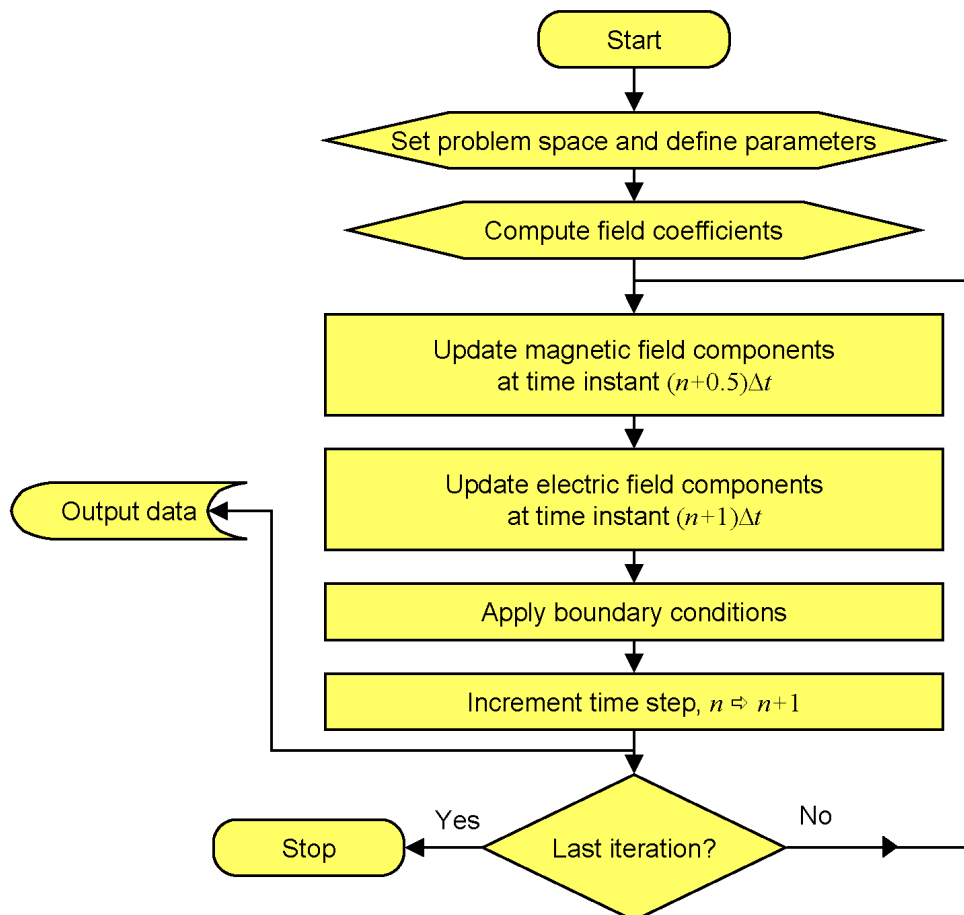 Start
Set problem space and define parameters
Compute field coefficients
Update magnetic field components
at time instant (n+0.5)Δt
Update electric field components
at time instant (n+1)Δt
Output data
Apply boundary conditions
Increment time step, n ⇨ n+1
Yes
No
Stop
Last iteration?